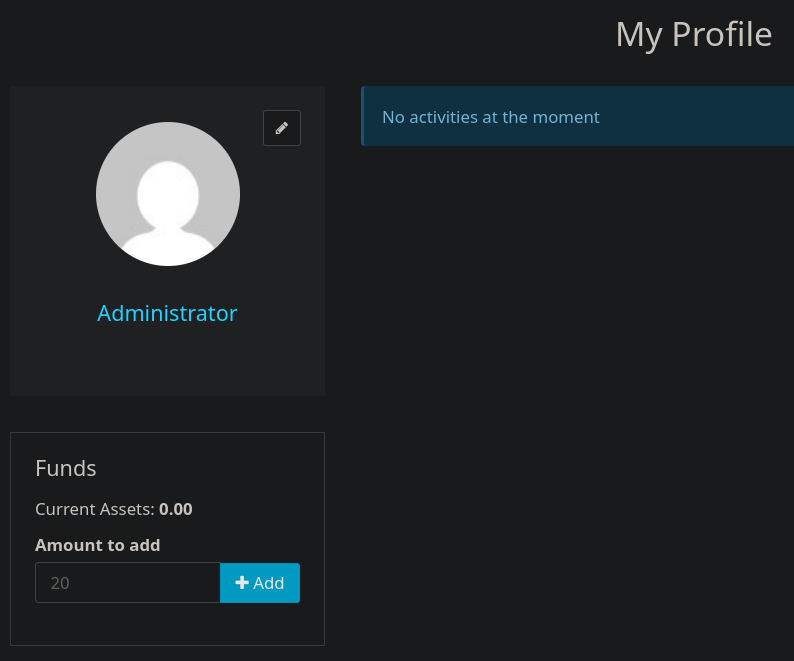 My Profile
No activities at the moment
Administrator
Funds
Current Assets: 0.00
Amount to add
20
Add